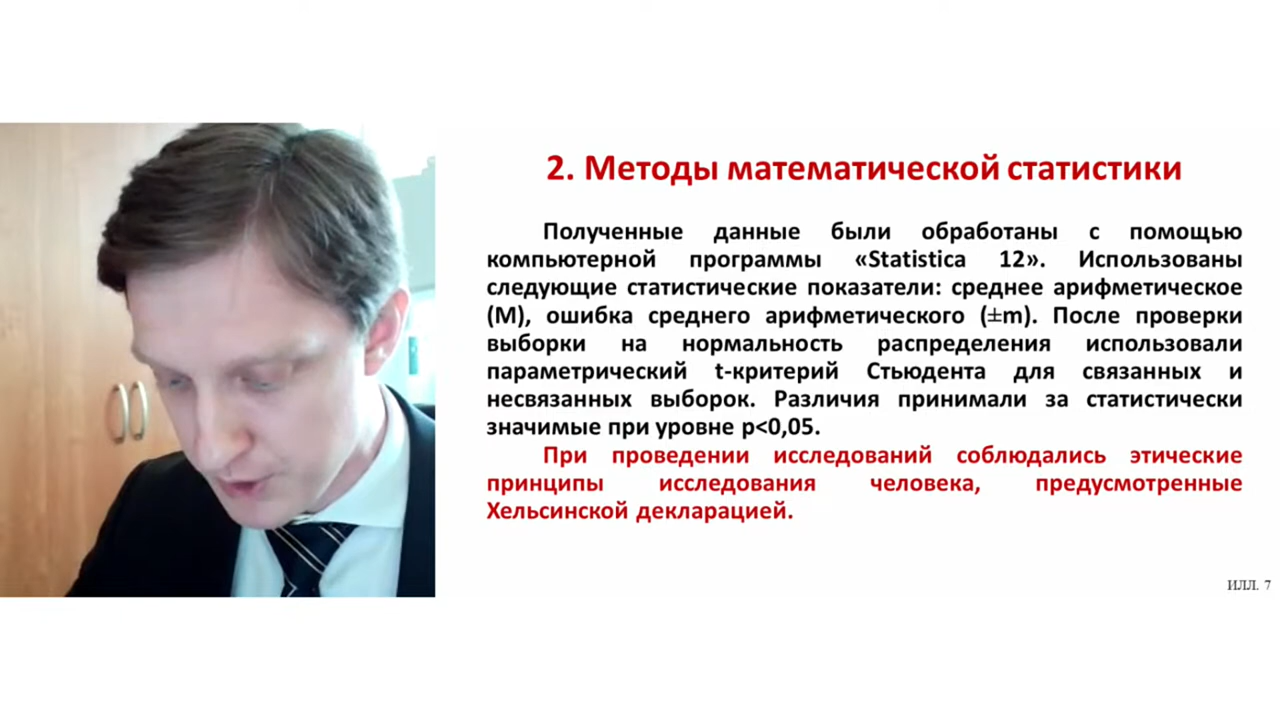 2. Методы математической статистики
Полученные данные были обработаны с помощью
компьютерной программы «Statistica 12». Использованы
следующие статистические показатели: среднее арифметическое
(М), ошибка среднего арифметического (±m). После проверки
выборки на нормальность распределения использовали
параметрический t-критерий Стьюдента для связанных и
несвязанных выборок. Различия принимали за статистически
значимые при уровне р<0,05.
При проведении исследований соблюдались этические
принципы исследования человека, предусмотренные
Хельсинской декларацией.
ИЛЛ. 7